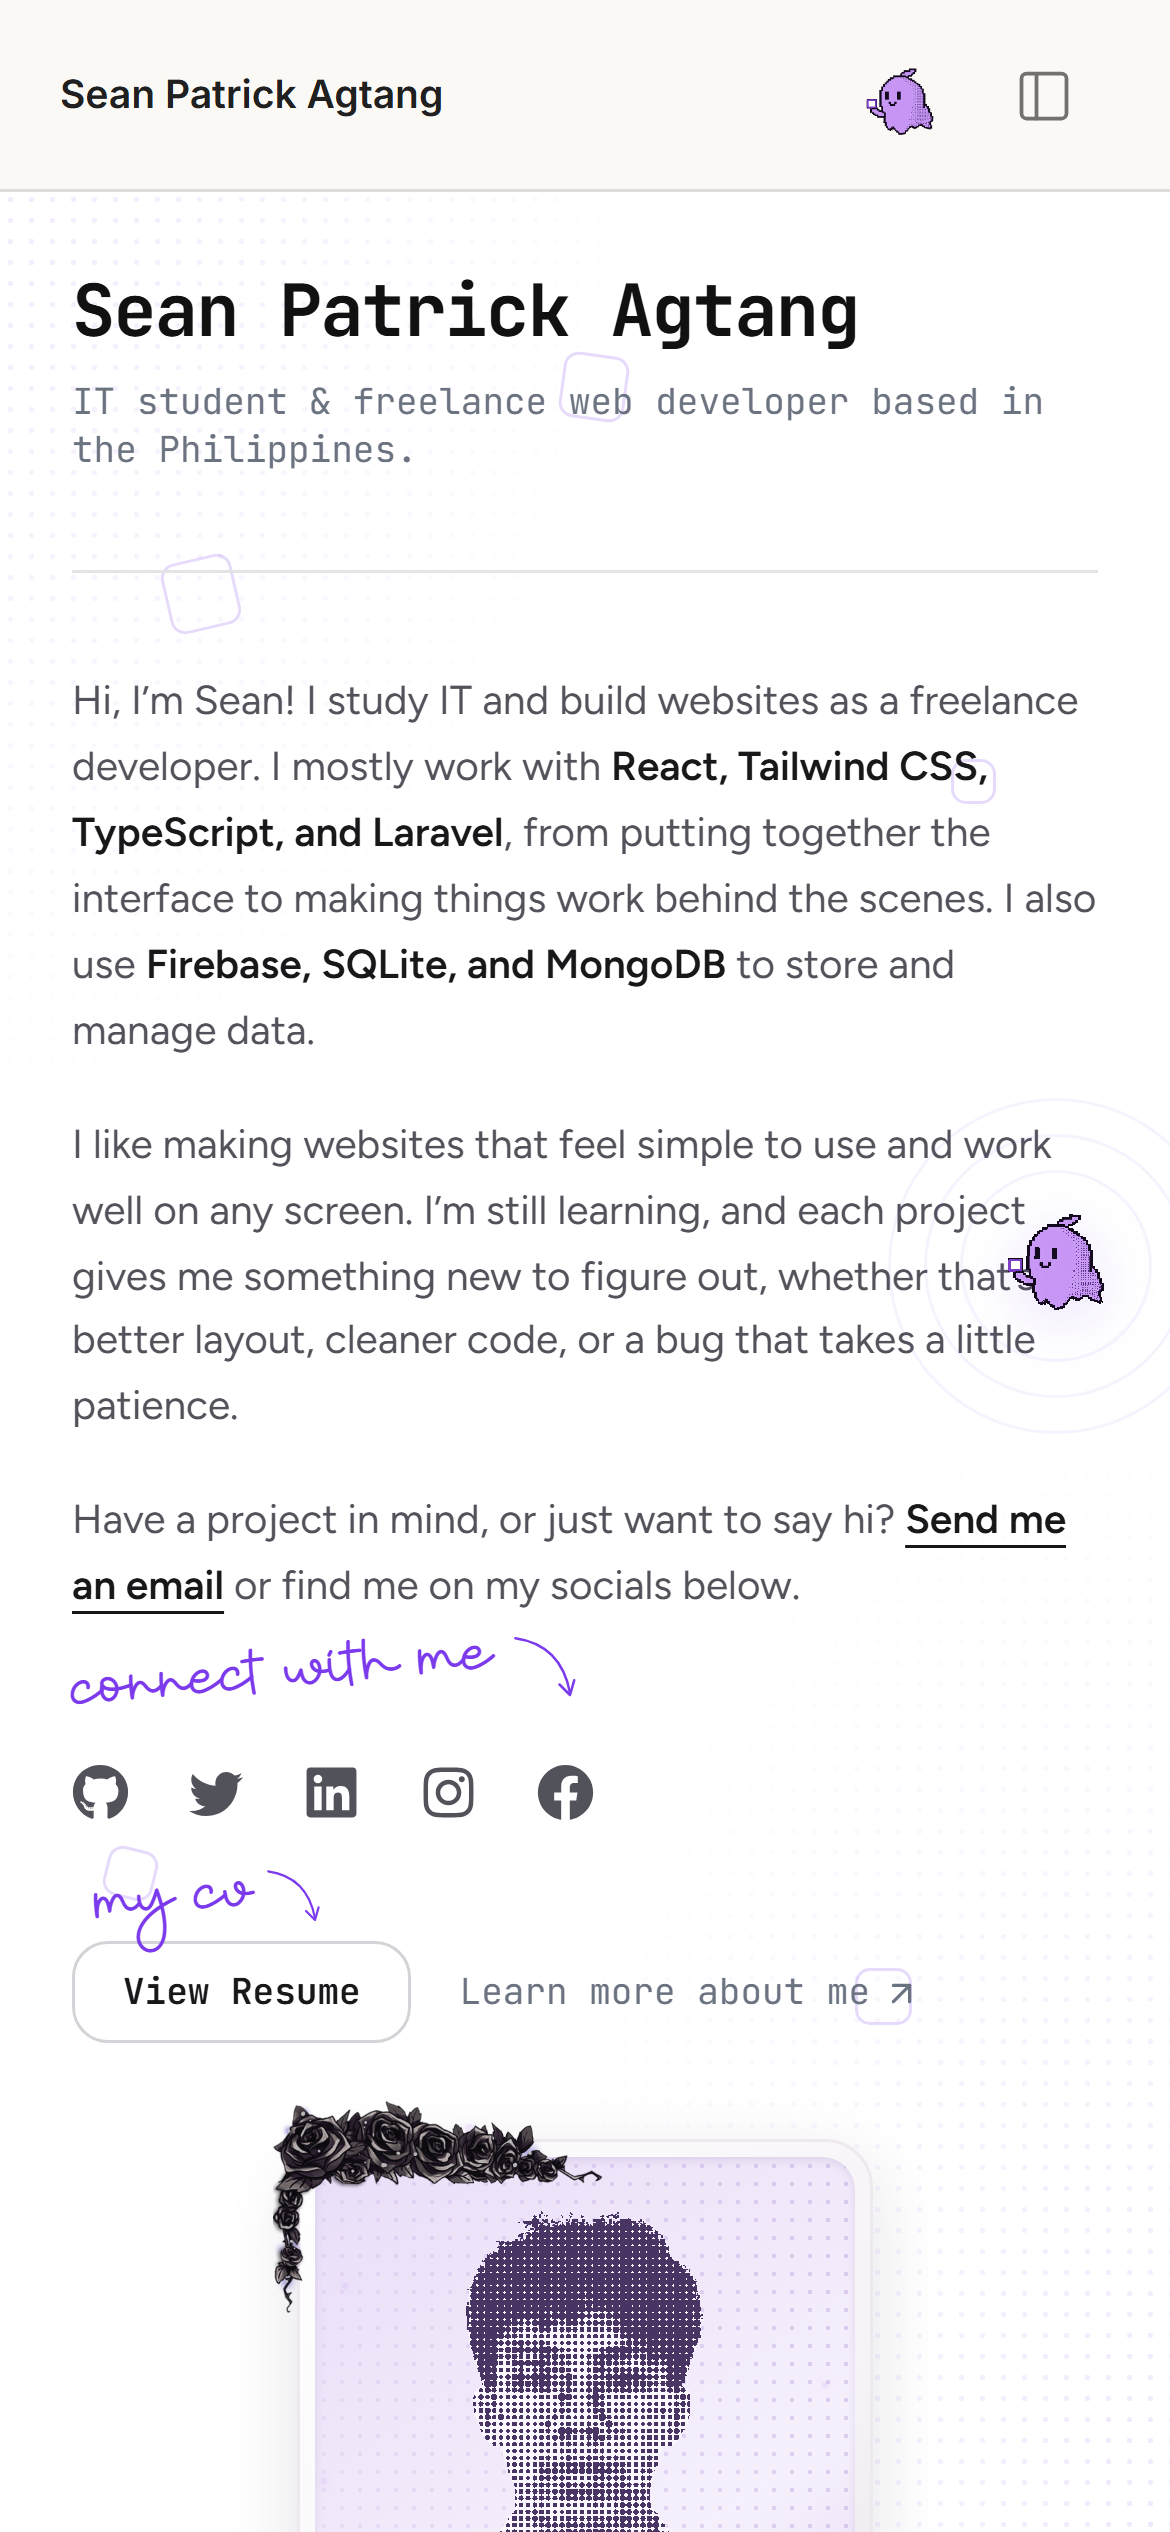 Sean Patrick Agtang
Sean Patrick Agtang
IT student & freelance web developer based in
the Philippines.
Hi, I’m Sean! I study IT and build websites as a freelance
developer. I mostly work with React, Tailwind CSS,
TypeScript, and Laravel, from putting together the
interface to making things work behind the scenes. I also
use Firebase, SQLite, and MongoDB to store and
manage data.
I like making websites that feel simple to use and work
well on any screen. I’m still learning, and each project
gives me something new to figure out, whether that’s
better layout, cleaner code, or a bug that takes a little
patience.
Have a project in mind, or just want to say hi? Send me
an email or find me on my socials below.
connect with me
my cv
View Resume
Learn more about me ↗